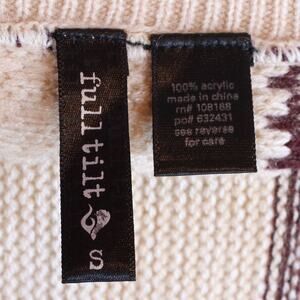 full tilt S
100% acrylic
made in china
rn# 108188
po# 632431
see reverse
for care